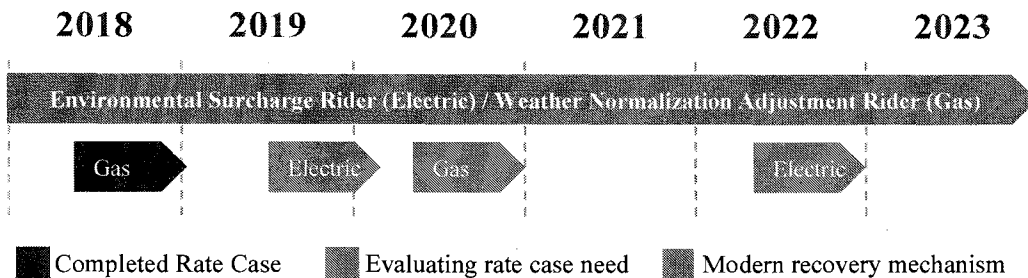 2018 2019 2020 2021 2022 2023
Environmental Surcharge Rider (Electric) / Weather Normalization Adjustment Rider (Gas)
Gas Electric Gas Electric
Completed Rate Case Evaluating rate case need Modern recovery mechanism